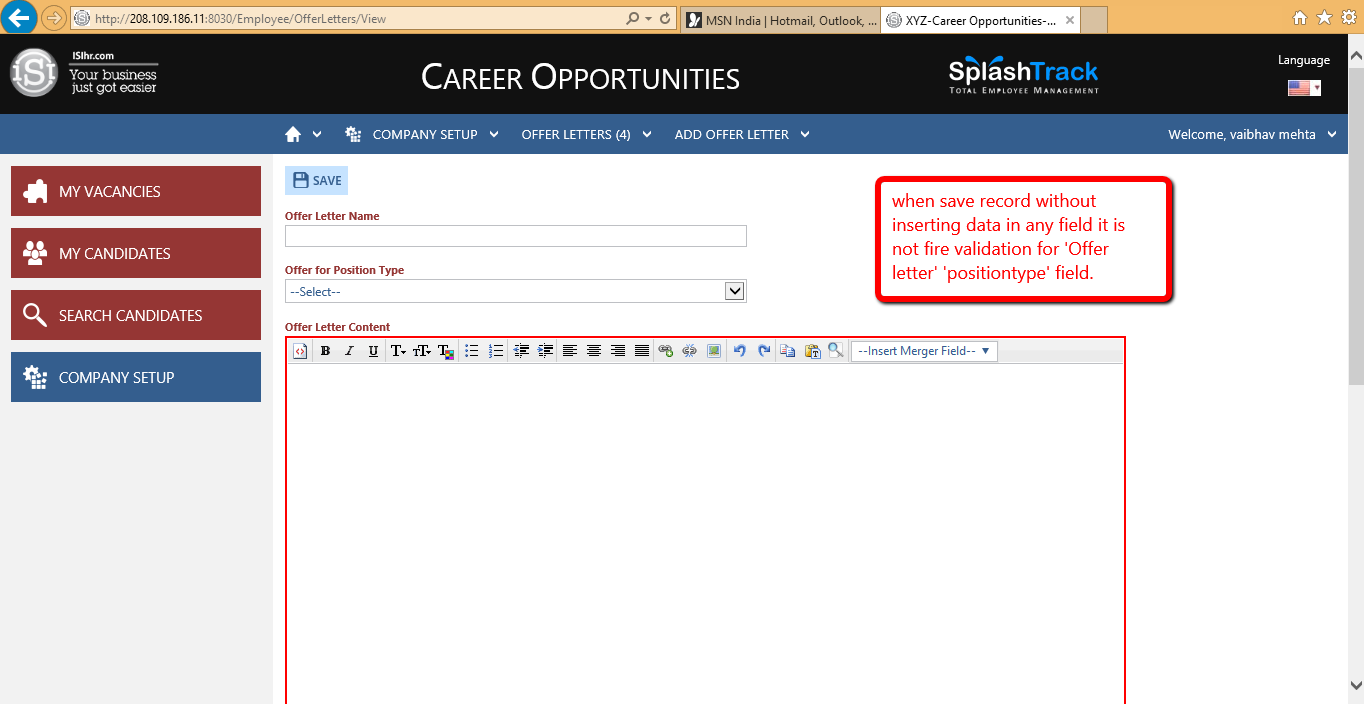 http://208.109.186.11:8030/Employee/OfferLetters/View
MSN India | Hotmail, Outlook, ...
XYZ-Career Opportunities-...
iSi
ISIhr.com
Your business
just got easier
CAREER OPPORTUNITIES
SplashTrack
TOTAL EMPLOYEE MANAGEMENT
Language
COMPANY SETUP
OFFER LETTERS (4)
ADD OFFER LETTER
Welcome, vaibhav mehta
MY VACANCIES
MY CANDIDATES
SEARCH CANDIDATES
COMPANY SETUP
SAVE
Offer Letter Name
Offer for Position Type
--Select--
when save record without
inserting data in any field it is
not fire validation for 'Offer
letter' 'positiontype' field.
Offer Letter Content
B I U T TT T
--Insert Merger Field--